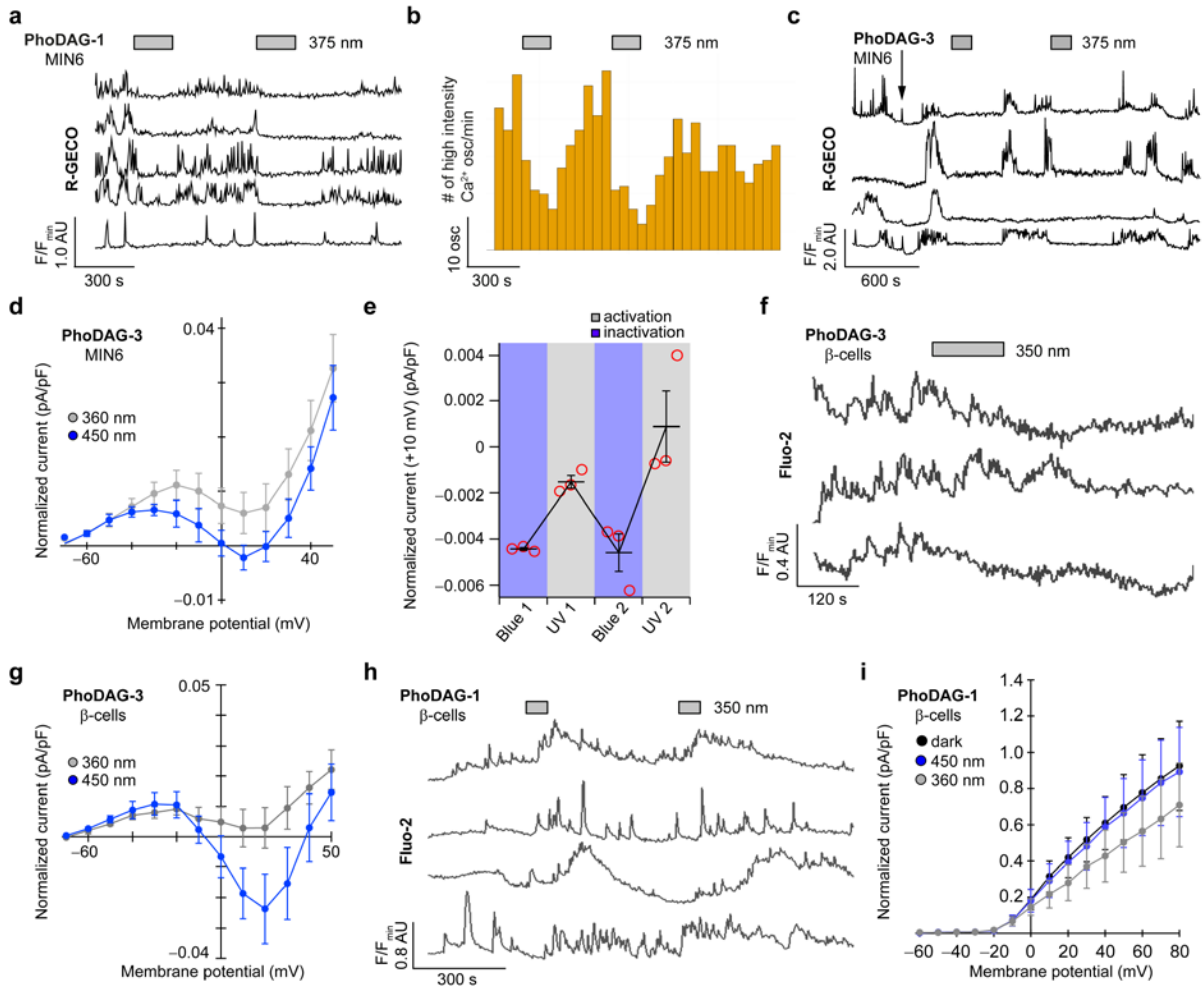 a
PhoDAG-1
MIN6
375 nm
R-GECO
F/Fmin
1.0 AU
300 s
b
375 nm
# of high intensity
Ca2+ osc/min
10 osc
300 s
c
PhoDAG-3
MIN6
375 nm
R-GECO
F/Fmin
2.0 AU
600 s
d
PhoDAG-3
MIN6
360 nm
450 nm
Normalized current (pA/pF)
0.04
−60
40
−0.01
Membrane potential (mV)
e
activation
inactivation
Normalized current (+10 mV) (pA/pF)
0.004
0.002
0
−0.002
−0.004
−0.006
Blue 1
UV 1
Blue 2
UV 2
f
PhoDAG-3
β-cells
350 nm
Fluo-2
F/Fmin
0.4 AU
120 s
g
PhoDAG-3
β-cells
360 nm
450 nm
Normalized current (pA/pF)
0.05
−60
50
−0.04
Membrane potential (mV)
h
PhoDAG-1
β-cells
350 nm
Fluo-2
F/Fmin
0.8 AU
300 s
i
PhoDAG-1
β-cells
dark
450 nm
360 nm
Normalized current (pA/pF)
1.4
1.2
1.0
0.8
0.6
0.4
0.2
−60
−40
−20
0
20
40
60
80
Membrane potential (mV)